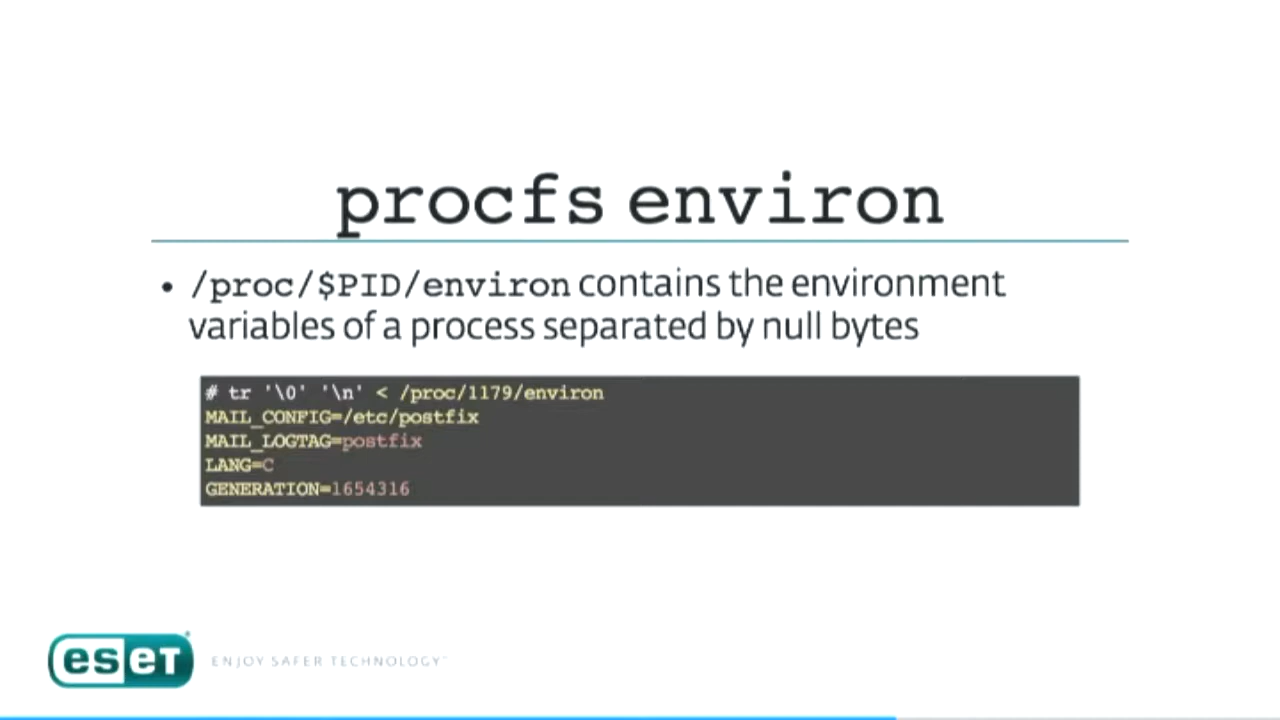 procfs environ
• /proc/$PID/environ contains the environment
variables of a process separated by null bytes
# tr '\0' '\n' < /proc/1179/environ
MAIL_CONFIG=/etc/postfix
MAIL_LOGTAG=postfix
LANG=C
GENERATION=1654316
eseT ENJOY SAFER TECHNOLOGY™